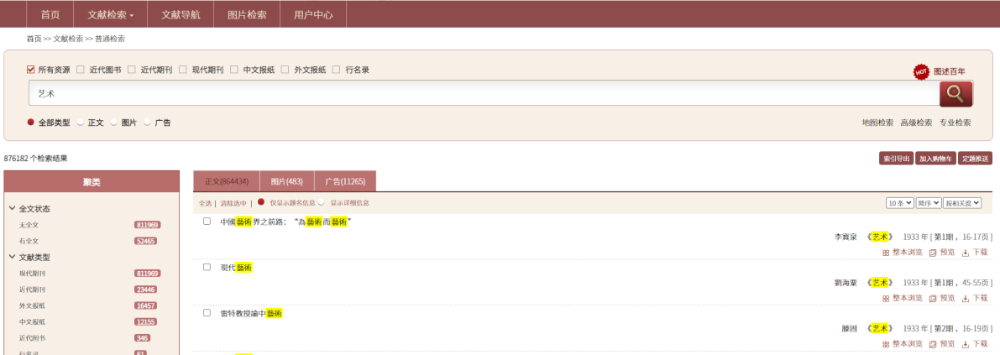 首页 文献检索 文献导航 图片检索 用户中心
首页 >> 文献检索 >> 普通检索
所有资源 近代图书 近代期刊 现代期刊 中文报纸 外文报纸 行名录
HOT 图述百年
艺术
全部类型 正文 图片 广告
地图检索 高级检索 专业检索
876182 个检索结果
索引导出 加入购物车 定题推送
聚类
全文状态
无全文 811969
有全文 52465
文献类型
现代期刊 811969
近代期刊 23446
外文报纸 16457
中文报纸 12155
近代图书 346
行名录 61
正文(864434) 图片(483) 广告(11265)
全选 | 清除选中 | 仅显示题名信息 显示详细信息
10 条 降序 按相关度
中國藝術界之前路：“為藝術而藝術”
李寶泉 《艺术》 1933 年 [ 第1期 ，16-17页 ]
整本浏览 预览 下载
现代藝術
劉海粟 《艺术》 1933 年 [ 第1期 ，45-55页 ]
整本浏览 预览 下载
雷特教授論中藝術
滕固 《艺术》 1933 年 [ 第2期 ，16-19页 ]
整本浏览 预览 下载